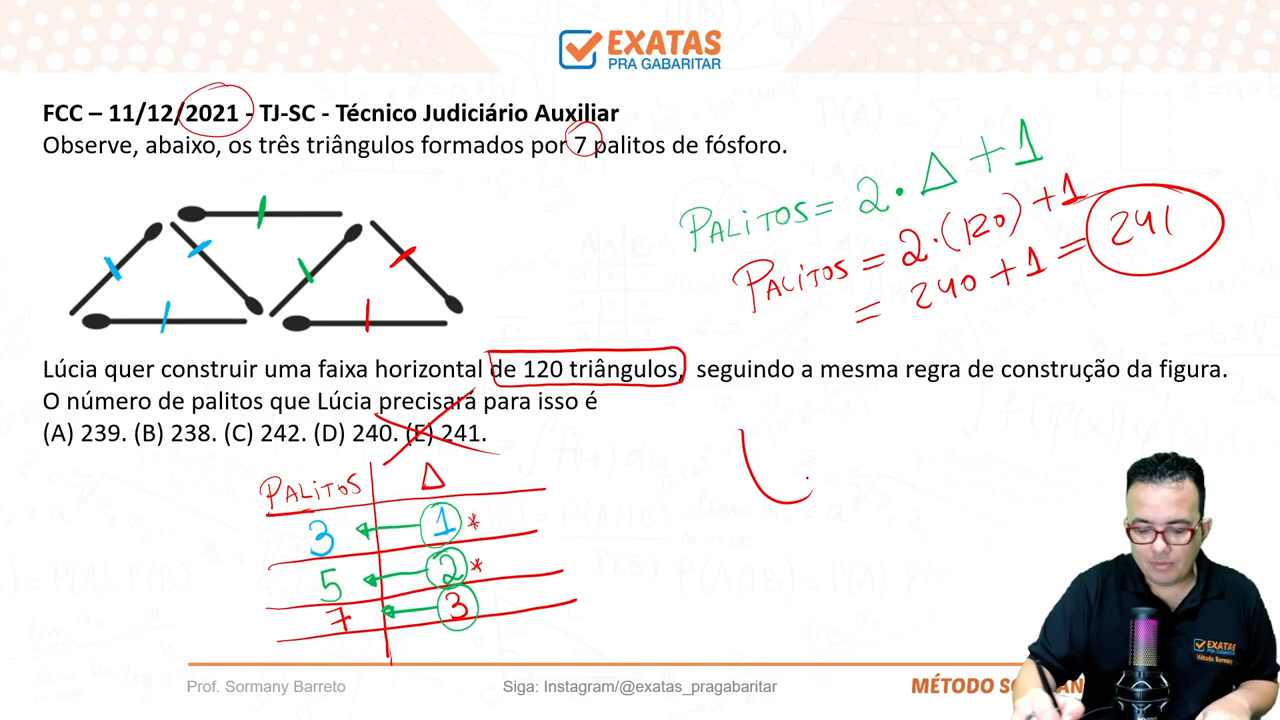 EXATAS
PRA GABARITAR
FCC – 11/12/2021 - TJ-SC - Técnico Judiciário Auxiliar
Observe, abaixo, os três triângulos formados por 7 palitos de fósforo.
PALITOS = 2 • Δ + 1
PALITOS = 2 • (120) + 1
= 240 + 1 = 241
Lúcia quer construir uma faixa horizontal de 120 triângulos, seguindo a mesma regra de construção da figura.
O número de palitos que Lúcia precisará para isso é
(A) 239. (B) 238. (C) 242. (D) 240. (E) 241.
PALITOS Δ
3 1 *
5 2 *
7 3
EXATAS
PRA GABARITAR
Prof. Sormany Barreto
Siga: Instagram/@exatas_pragabaritar
MÉTODO